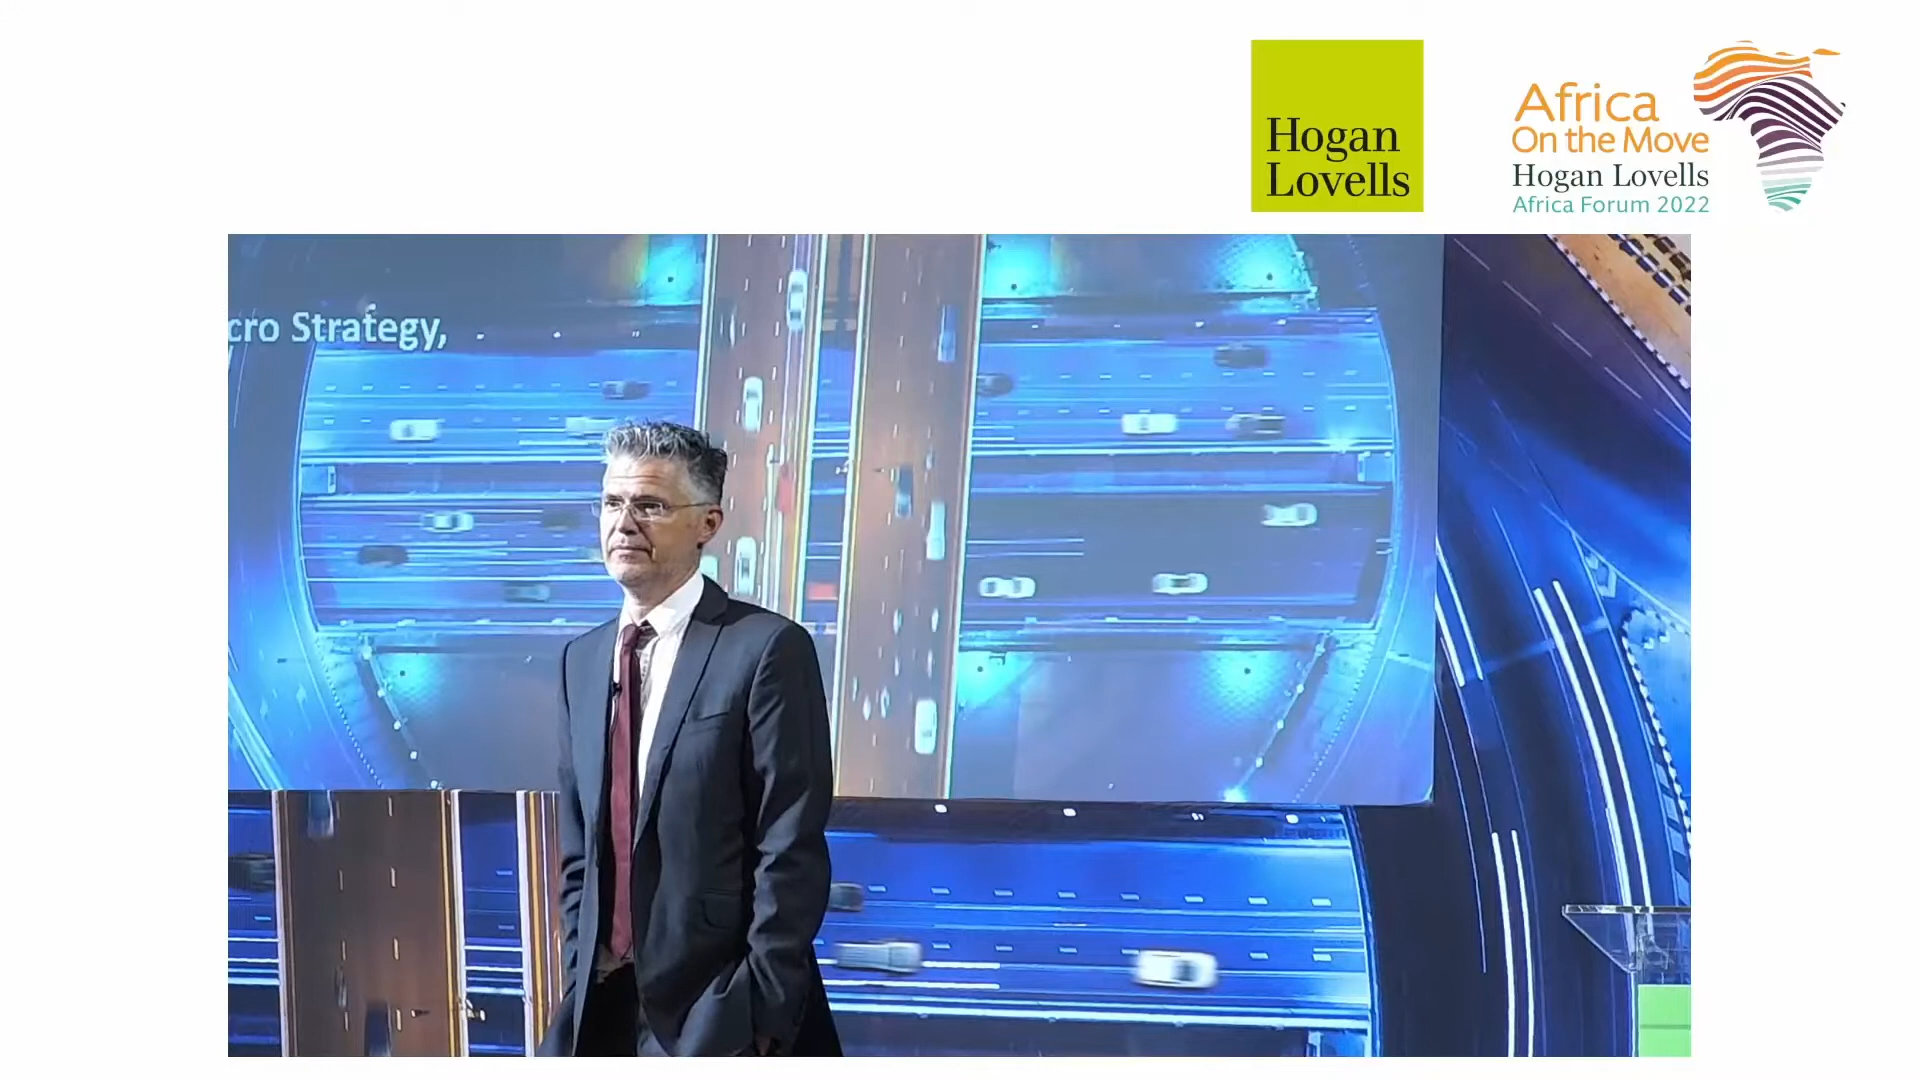 Hogan
Lovells
Africa
On the Move
Hogan Lovells
Africa Forum 2022
cro Strategy,